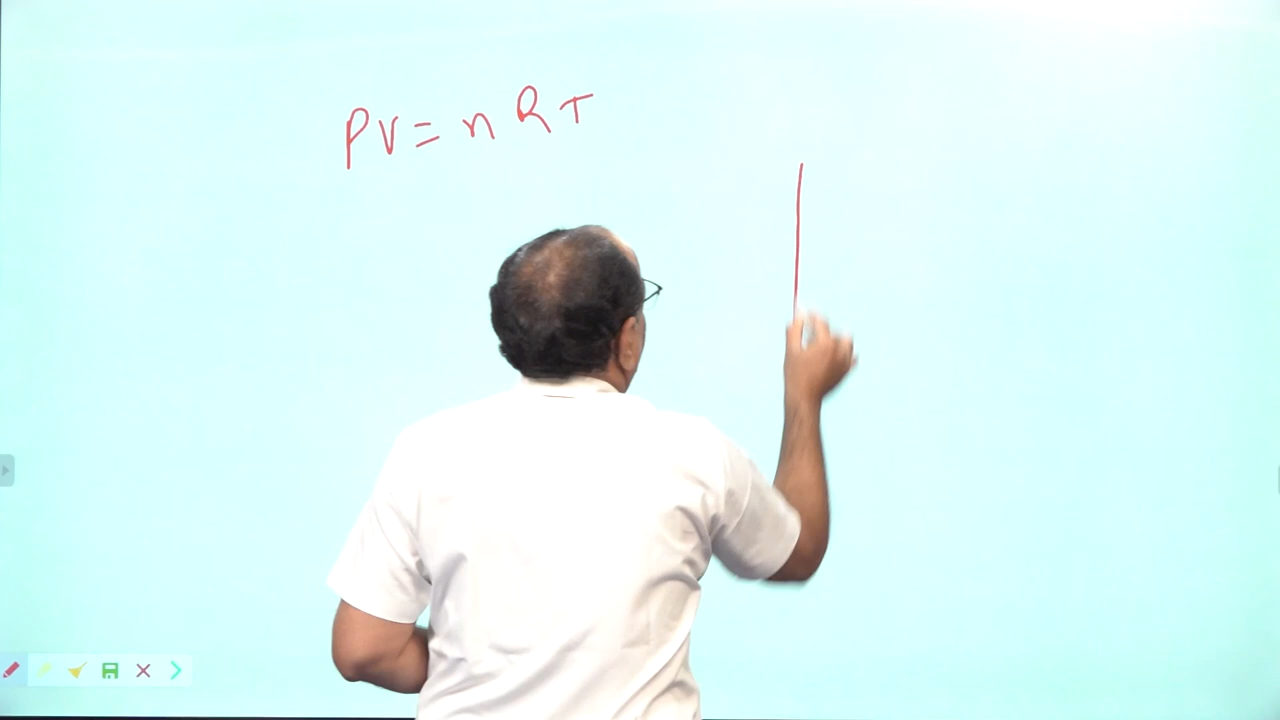 PV = nRT